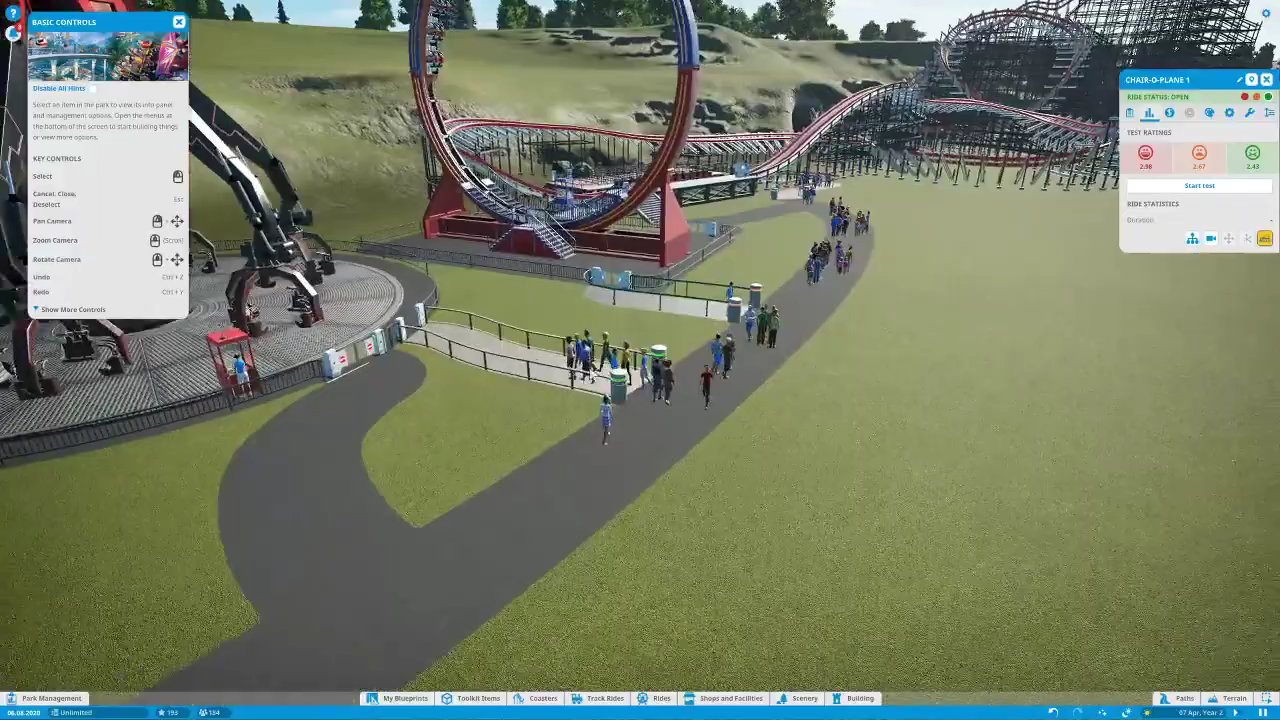 BASIC CONTROLS
Disable All Hints
Select an item in the park to view its info panel
and management options. Open the menus
at the bottom of the screen to start building things
or view more options.
KEY CONTROLS
Select
Cancel, Close,
Deselect
Esc
Pan Camera
Zoom Camera
(Scroll)
Rotate Camera
Undo
Ctrl + Z
Redo
Ctrl + Y
Show More Controls
CHAIR-O-PLANE 1
RIDE STATUS: OPEN
TEST RATINGS
2.98 2.67 2.43
Start test
RIDE STATISTICS
Duration -
Park Management
My Blueprints
Toolkit Items
Coasters
Track Rides
Rides
Shops and Facilities
Scenery
Building
Paths
Terrain
06.08.2020
Unlimited
193
184
07 Apr, Year 2